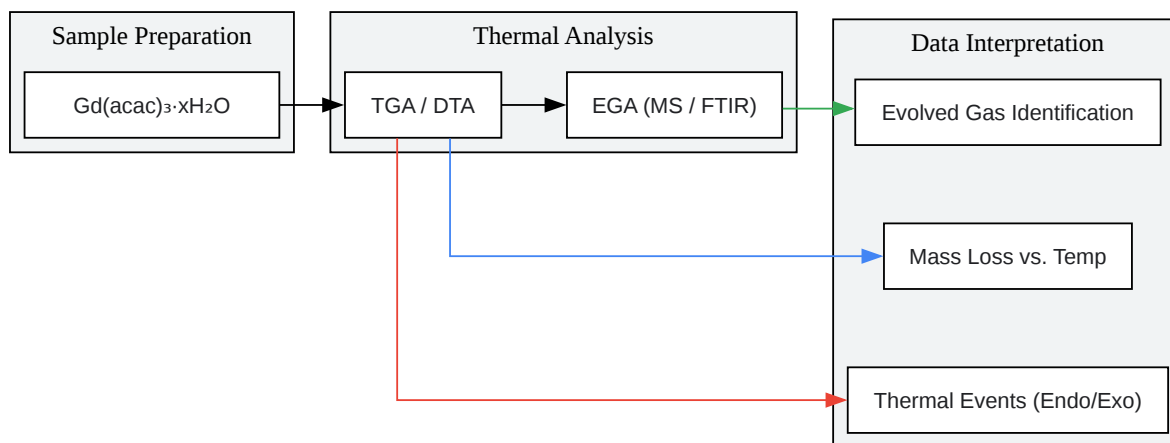 Sample Preparation
Gd(acac)₃·xH₂O
Thermal Analysis
TGA / DTA
EGA (MS / FTIR)
Data Interpretation
Evolved Gas Identification
Mass Loss vs. Temp
Thermal Events (Endo/Exo)